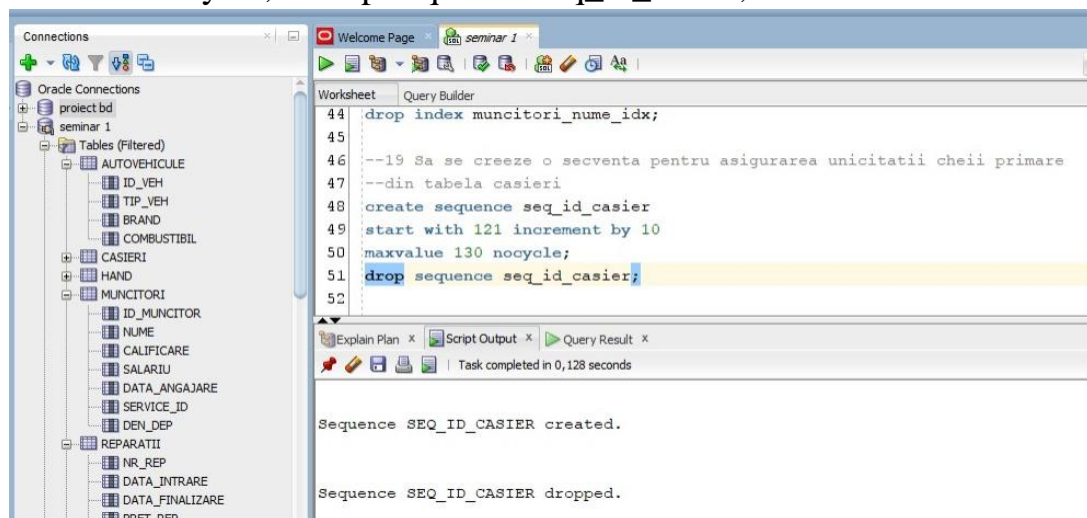 Connections
Oracle Connections
proiect bd
seminar 1
Tables (Filtered)
AUTOVEHICULE
ID_VEH
TIP_VEH
BRAND
COMBUSTIBIL
CASIERI
HAND
MUNCITORI
ID_MUNCITOR
NUME
CALIFICARE
SALARIU
DATA_ANGAJARE
SERVICE_ID
DEN_DEP
REPARATII
NR_REP
DATA_INTRARE
DATA_FINALIZARE
Welcome Page
seminar 1
Worksheet Query Builder
44 drop index muncitori_nume_idx;
45
46 --19 Sa se creeze o secventa pentru asigurarea unicitatii cheii primare
47 --din tabela casieri
48 create sequence seq_id_casier
49 start with 121 increment by 10
50 maxvalue 130 nocycle;
51 drop sequence seq_id_casier;
52
Explain Plan x Script Output x Query Result x
Task completed in 0,128 seconds
Sequence SEQ_ID_CASIER created.
Sequence SEQ_ID_CASIER dropped.